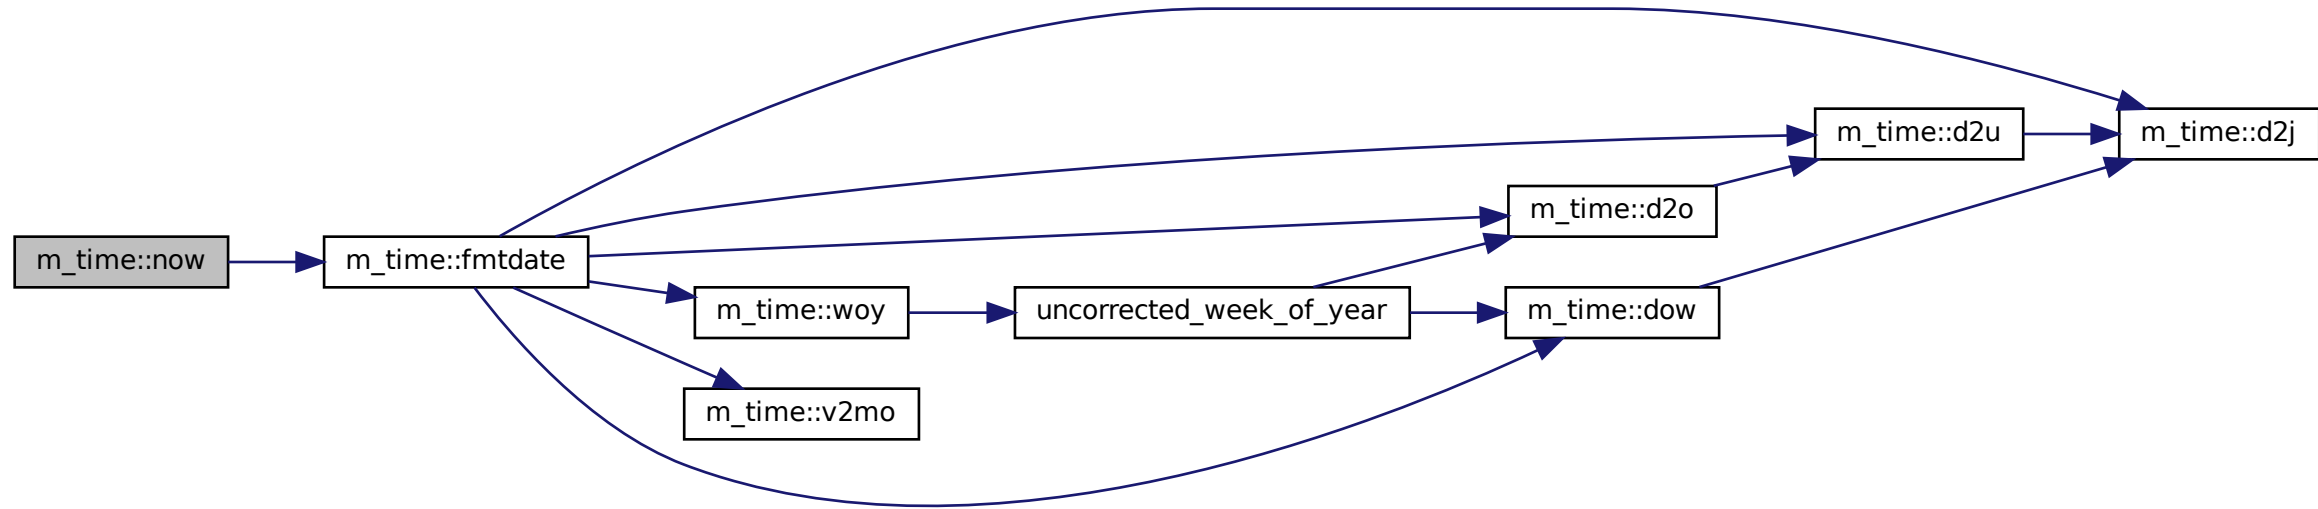 m_time::now
m_time::fmtdate
m_time::d2u
m_time::d2j
m_time::d2o
m_time::woy
uncorrected_week_of_year
m_time::dow
m_time::v2mo